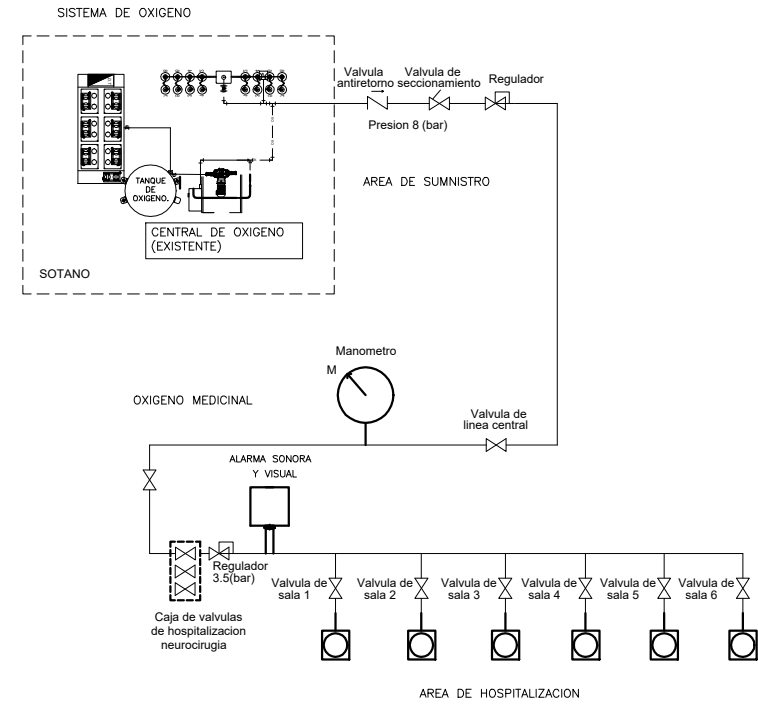 SISTEMA DE OXIGENO
Valvula
antiretorno
Valvula de
seccionamiento
Regulador
Presion 8 (bar)
AREA DE SUMNISTRO
TANQUE
DE
OXIGENO.
CENTRAL DE OXIGENO
(EXISTENTE)
SOTANO
Manometro
M
OXIGENO MEDICINAL
Valvula de
linea central
ALARMA SONORA
Y VISUAL
Regulador
3.5(bar)
Caja de valvulas
de hospitalizacion
neurocirugia
Valvula de
sala 1
Valvula de
sala 2
Valvula de
sala 3
Valvula de
sala 4
Valvula de
sala 5
Valvula de
sala 6
AREA DE HOSPITALIZACION